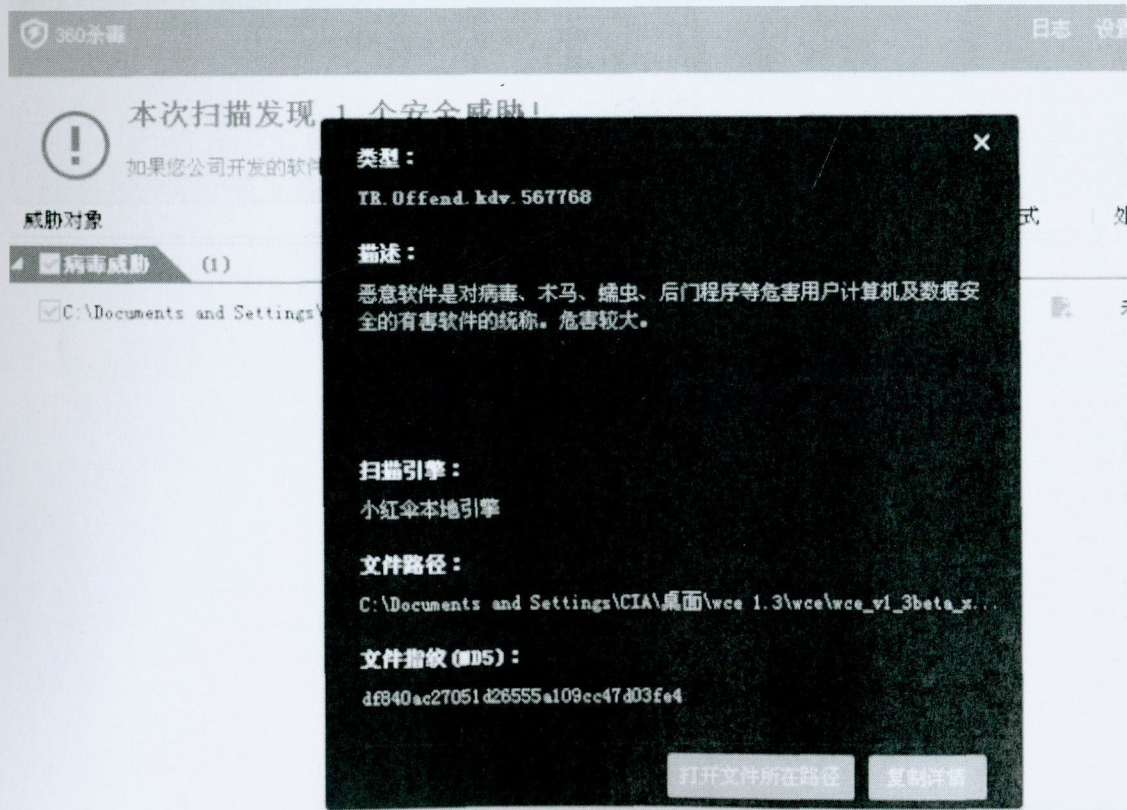 360杀毒
日志 设置
本次扫描发现 1 个安全威胁!
如果您公司开发的软件
威胁对象
式
病毒威胁 (1)
C:\Documents and Settings\
类型：
TR.Offend.kdv.567768
描述：
恶意软件是对病毒、木马、蠕虫、后门程序等危害用户计算机及数据安
全的有害软件的统称。危害较大。
扫描引擎：
小红伞本地引擎
文件路径：
C:\Documents and Settings\CIA\桌面\wce 1.3\wce\wce_v1_3beta_x...
文件指纹(MD5)：
df840ac27051d26555a109cc47d03fe4
打开文件所在路径 复制详情